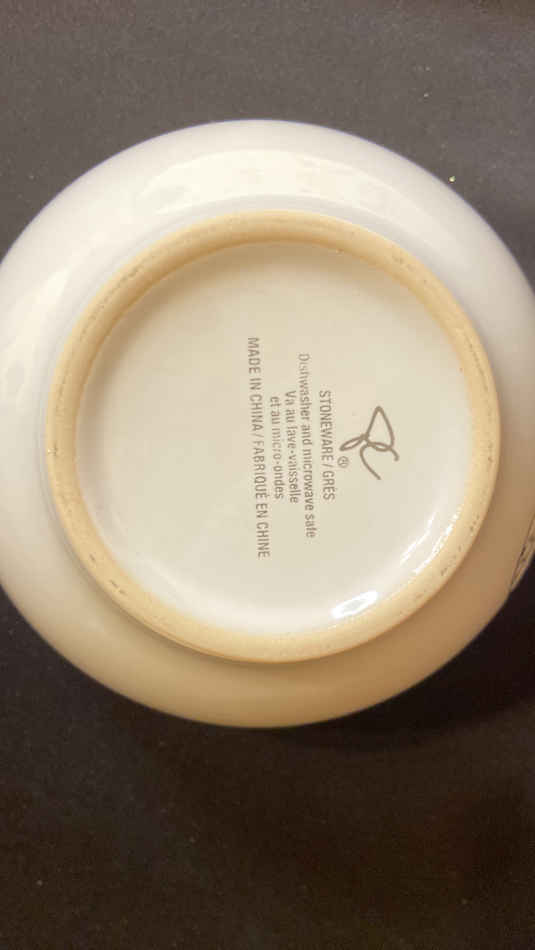 ®
STONEWARE / GRÈS
Dishwasher and microwave safe
Va au lave-vaisselle
et au micro-ondes
MADE IN CHINA / FABRIQUÉ EN CHINE